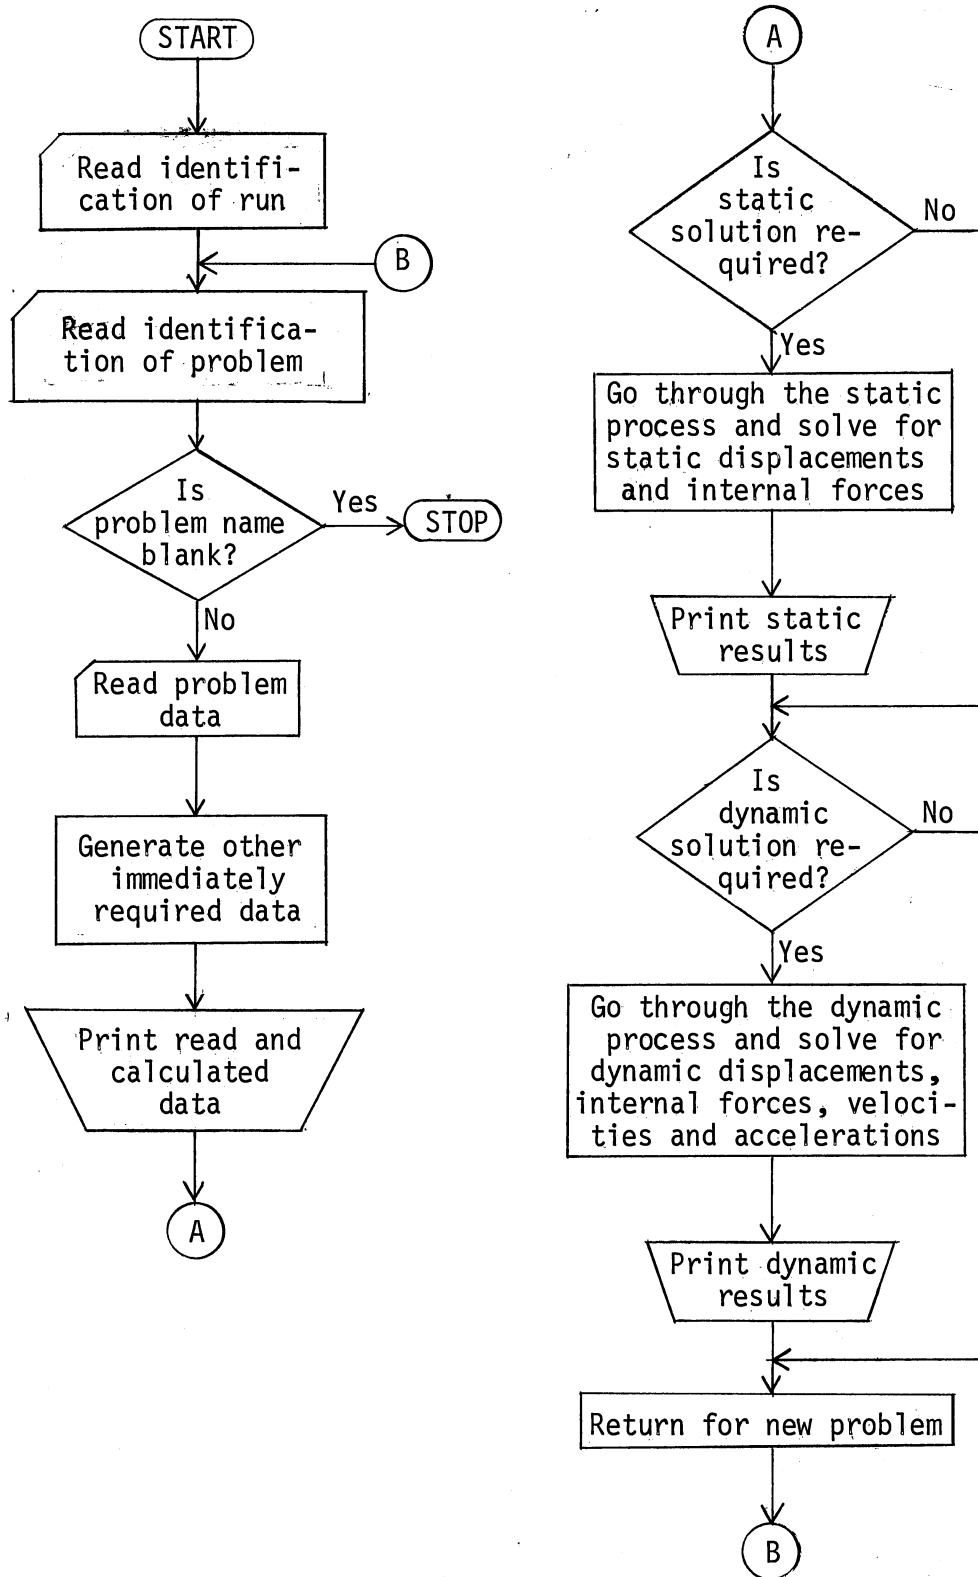 START
Read identifi-
cation of run
B
Read identifica-
tion of problem
Is
problem name
blank?
Yes
STOP
No
Read problem
data
Generate other
immediately
required data
Print read and
calculated
data
A
A
Is
static
solution re-
quired?
No
Yes
Go through the static
process and solve for
static displacements
and internal forces
Print static
results
Is
dynamic
solution re-
quired?
No
Yes
Go through the dynamic
process and solve for
dynamic displacements,
internal forces, veloci-
ties and accelerations
Print dynamic
results
Return for new problem
B